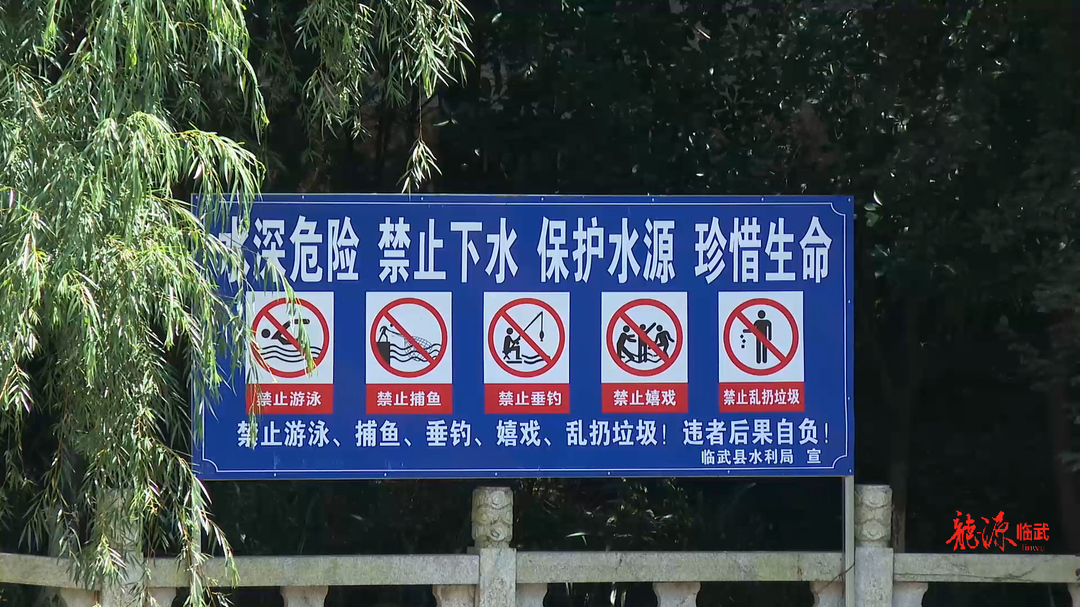 水深危险 禁止下水 保护水源 珍惜生命
禁止游泳
禁止捕鱼
禁止垂钓
禁止嬉戏
禁止乱扔垃圾
禁止游泳、捕鱼、垂钓、嬉戏、乱扔垃圾！违者后果自负！
临武县水利局 宣
龍源临武
Linwu